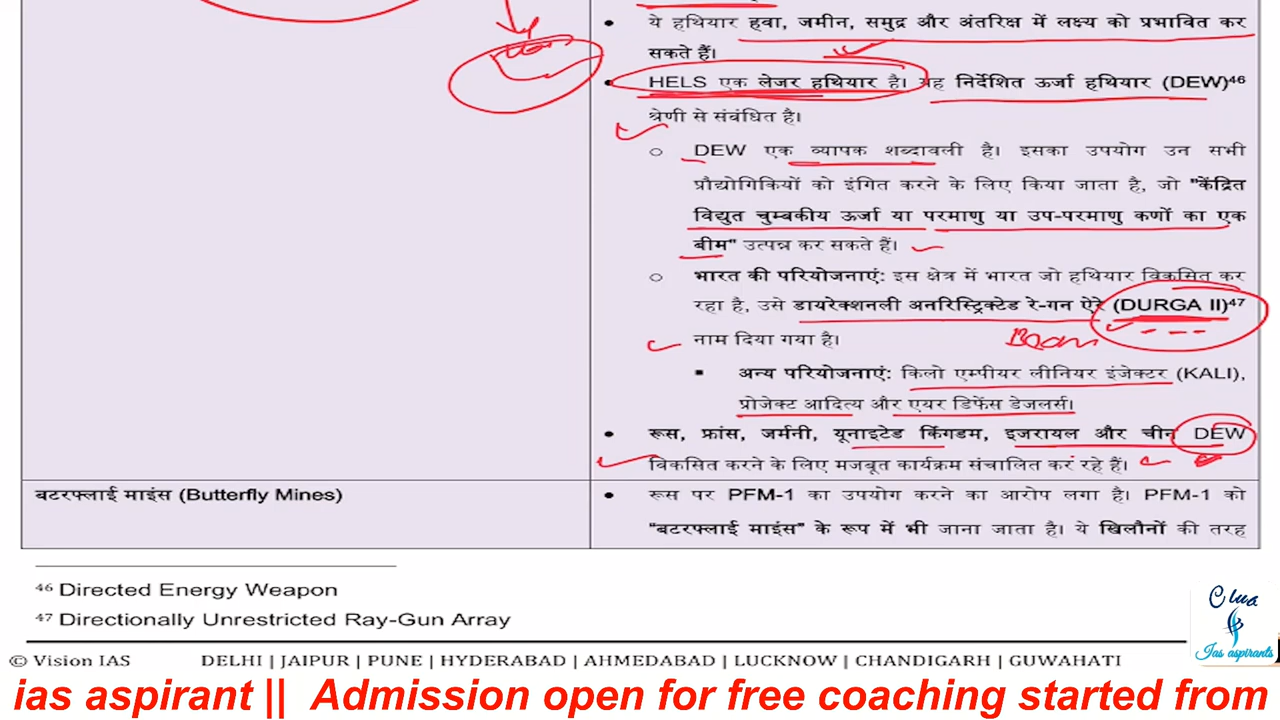 ये हथियार हवा, जमीन, समुद्र और अंतरिक्ष में लक्ष्य को प्रभावित कर
सकते हैं।
HELS एक लेजर हथियार है। यह निर्देशित ऊर्जा हथियार (DEW)46
श्रेणी से संबंधित है।
DEW एक व्यापक शब्दावली है। इसका उपयोग उन सभी
प्रौद्योगिकियों को इंगित करने के लिए किया जाता है, जो "केंद्रित
विद्युत चुम्बकीय ऊर्जा या परमाणु या उप-परमाणु कणों का एक
बीम" उत्पन्न कर सकते हैं।
भारत की परियोजनाएं: इस क्षेत्र में भारत जो हथियार विकसित कर
रहा है, उसे डायरेक्शनली अनरिस्ट्रिक्टेड रे-गन ऐरे (DURGA II)47
नाम दिया गया है।
अन्य परियोजनाएं: किलो एम्पीयर लीनियर इंजेक्टर (KALI),
प्रोजेक्ट आदित्य और एयर डिफेंस डेजलर्स।
रूस, फ्रांस, जर्मनी, यूनाइटेड किंगडम, इजरायल और चीन DEW
विकसित करने के लिए मजबूत कार्यक्रम संचालित कर रहे हैं।
बटरफ्लाई माइंस (Butterfly Mines)
रूस पर PFM-1 का उपयोग करने का आरोप लगा है। PFM-1 को
"बटरफ्लाई माइंस" के रूप में भी जाना जाता है। ये खिलौनों की तरह
46 Directed Energy Weapon
47 Directionally Unrestricted Ray-Gun Array
© Vision IAS
DELHI | JAIPUR | PUNE | HYDERABAD | AHMEDABAD | LUCKNOW | CHANDIGARH | GUWAHATI
Ias aspirants
ias aspirant || Admission open for free coaching started from